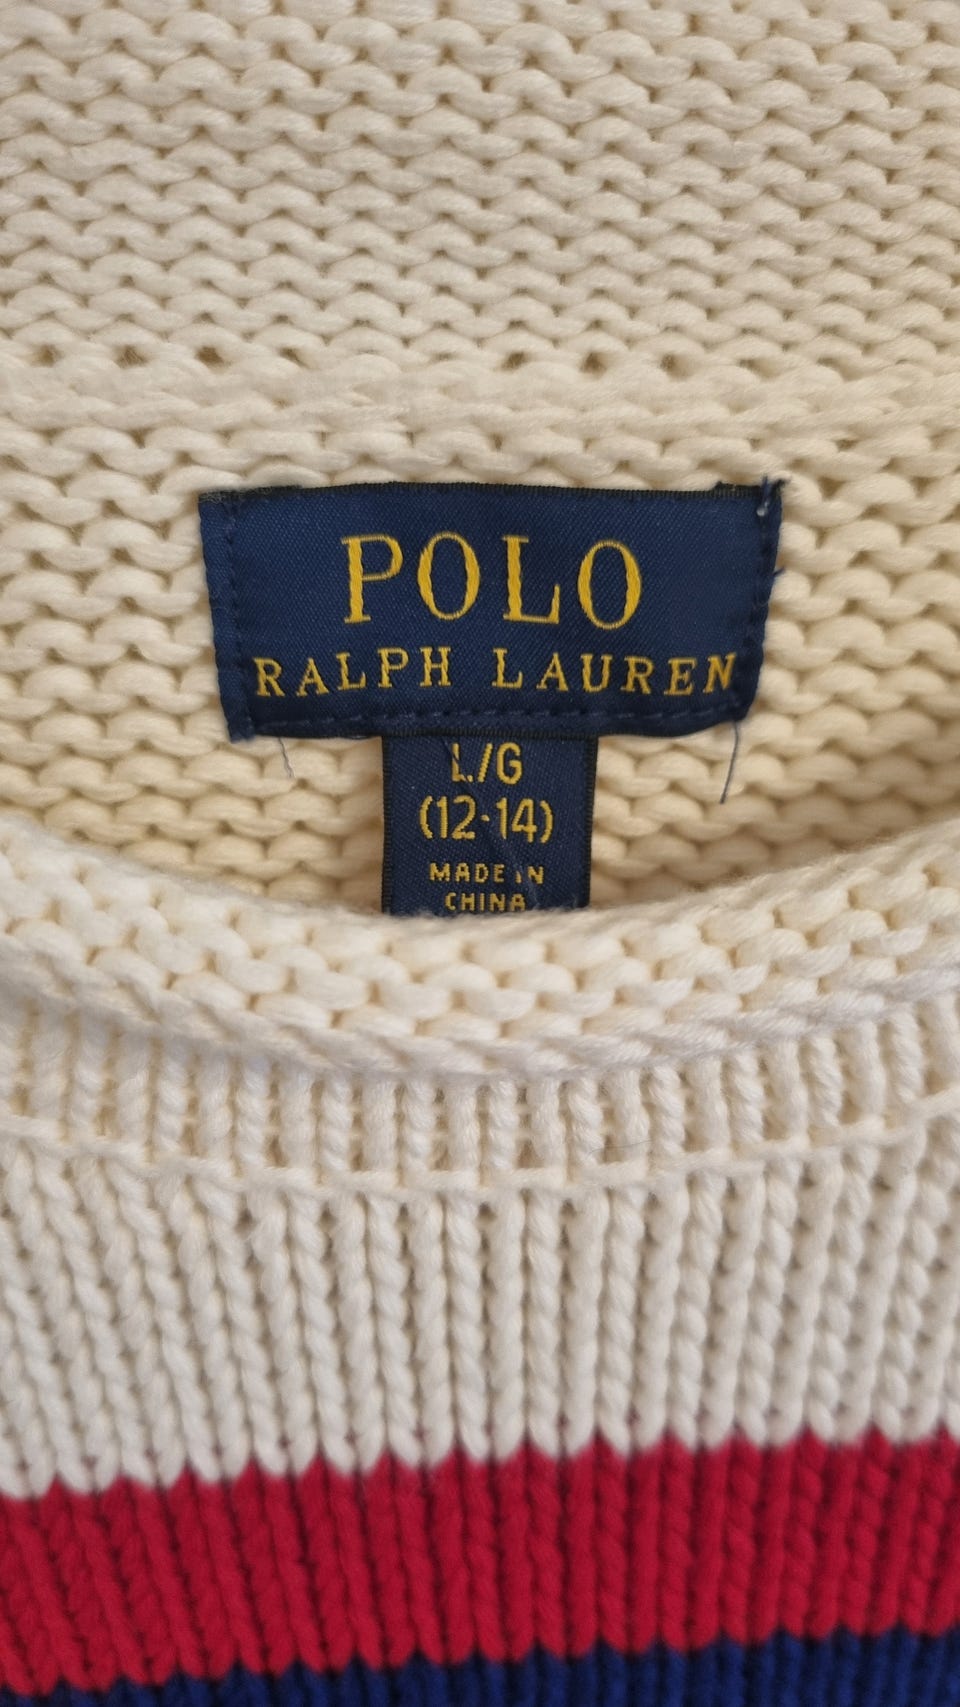 POLO
RALPH LAUREN
L/G
(12-14)
MADE IN
CHINA